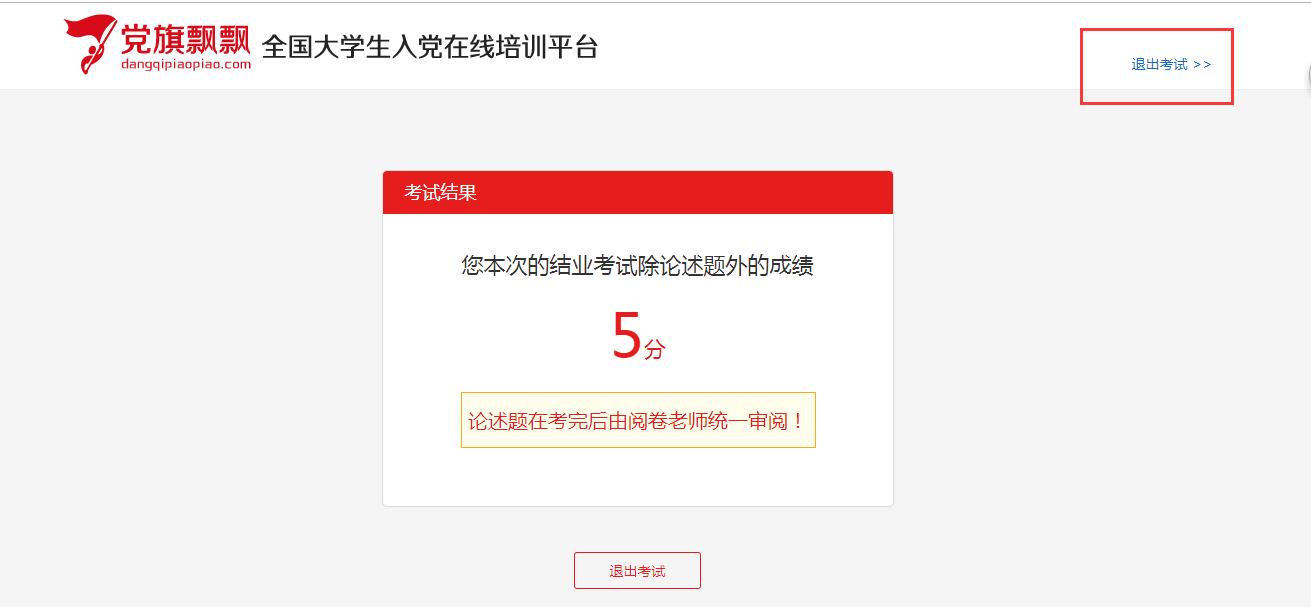 党旗飘飘
dangqipiaopiao.com
全国大学生入党在线培训平台
退出考试 >>
考试结果
您本次的结业考试除论述题外的成绩
5分
论述题在考完后由阅卷老师统一审阅！
退出考试